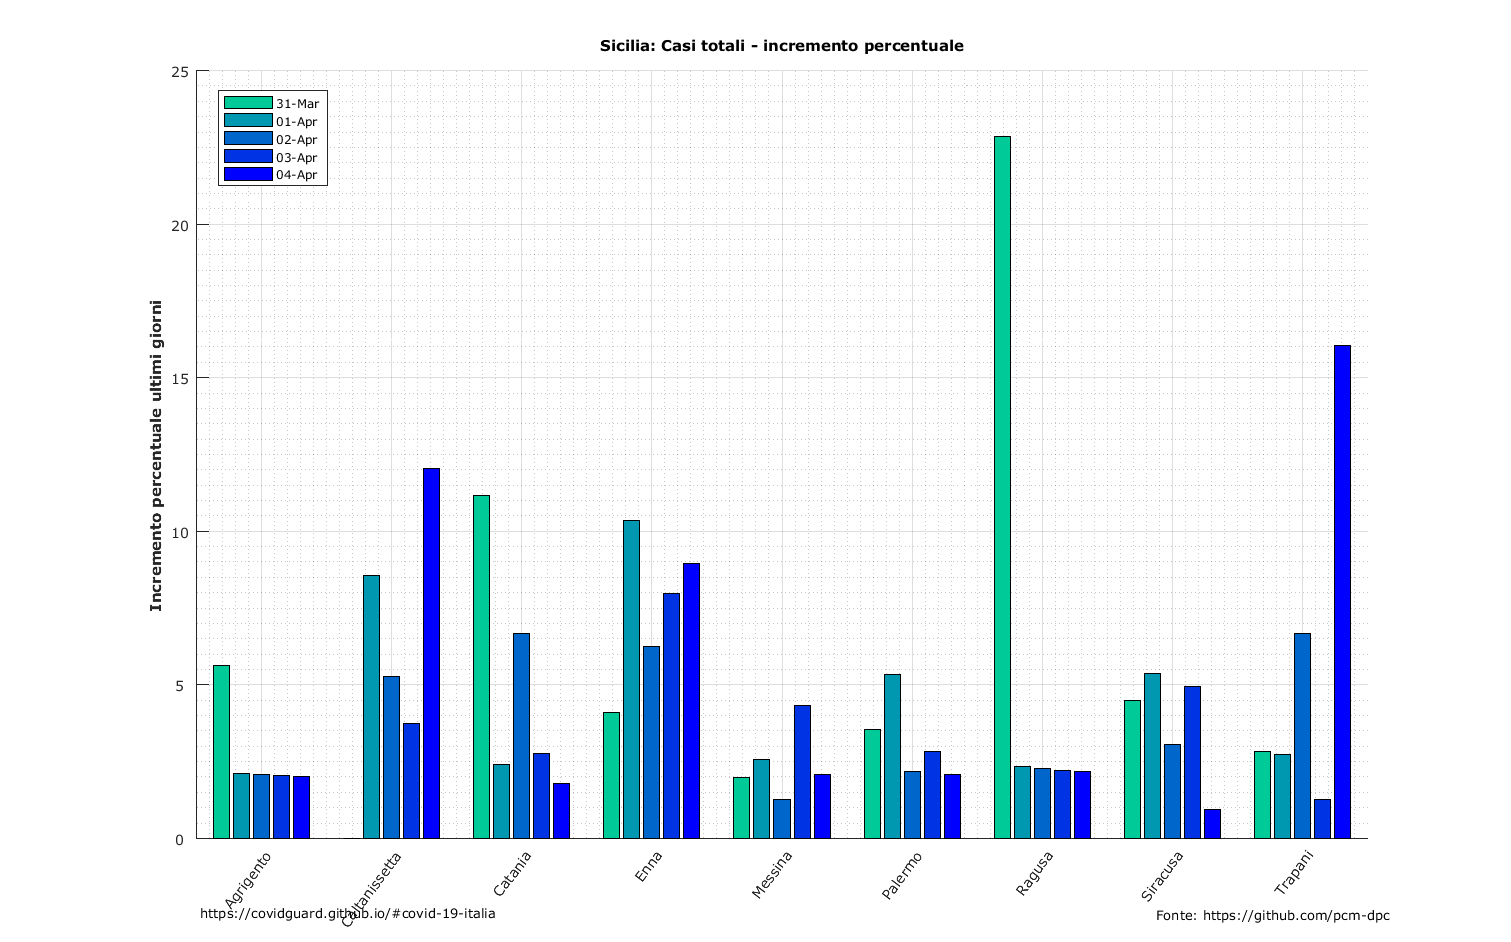 Sicilia: Casi totali - incremento percentuale
25
20
15
10
5
0
Incremento percentuale ultimi giorni
31-Mar
01-Apr
02-Apr
03-Apr
04-Apr
Agrigento
Caltanissetta
Catania
Enna
Messina
Palermo
Ragusa
Siracusa
Trapani
https://covidguard.github.io/#covid-19-italia
Fonte: https://github.com/pcm-dpc